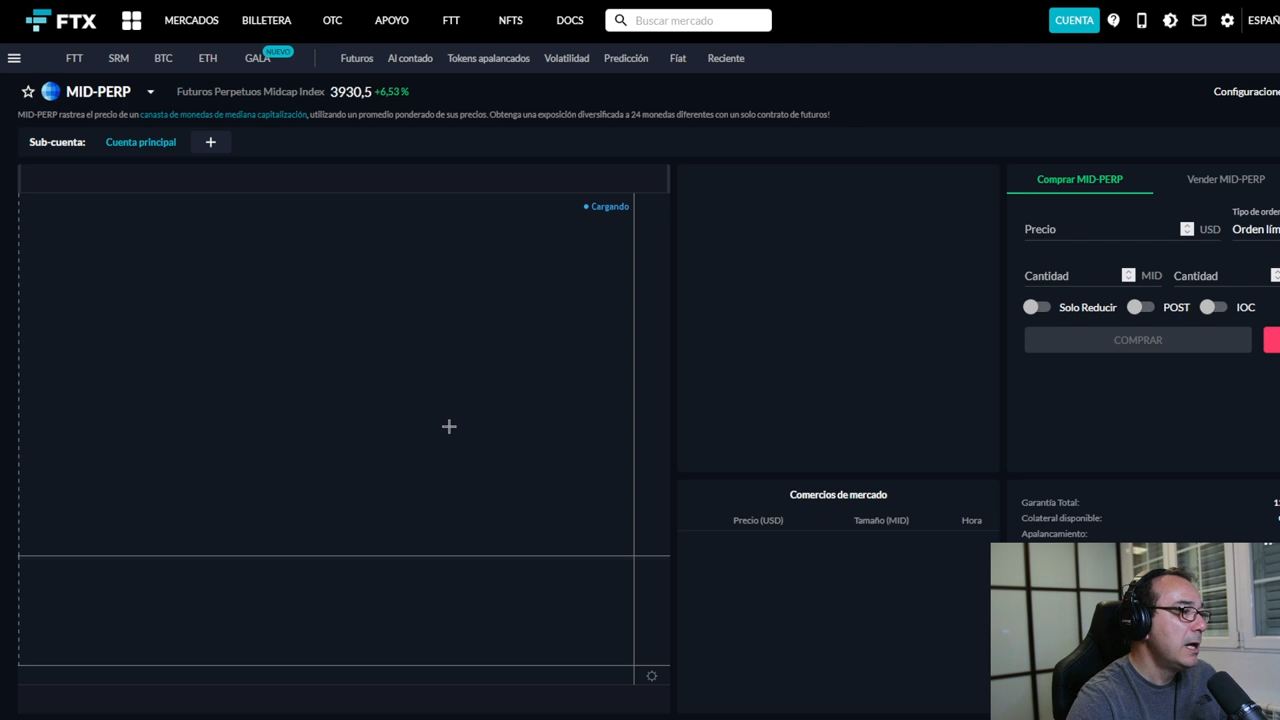 FTX MERCADOS BILLETERA OTC APOYO FTT NFTS DOCS Buscar mercado CUENTA ESPAÑ
FTT SRM BTC ETH GALA NUEVO Futuros Al contado Tokens apalancados Volatilidad Predicción Fíat Reciente
MID-PERP Futuros Perpetuos Midcap Index 3930,5 +6,53 % Configuracione
MID-PERP rastrea el precio de un canasta de monedas de mediana capitalización, utilizando un promedio ponderado de sus precios. Obtenga una exposición diversificada a 24 monedas diferentes con un solo contrato de futuros!
Sub-cuenta: Cuenta principal +
Comprar MID-PERP Vender MID-PERP
Cargando
Tipo de orden
Precio USD Orden lím
Cantidad MID Cantidad
Solo Reducir POST IOC
COMPRAR
Comercios de mercado
Precio (USD) Tamaño (MID) Hora
Garantía Total:
Colateral disponible:
Apalancamiento: